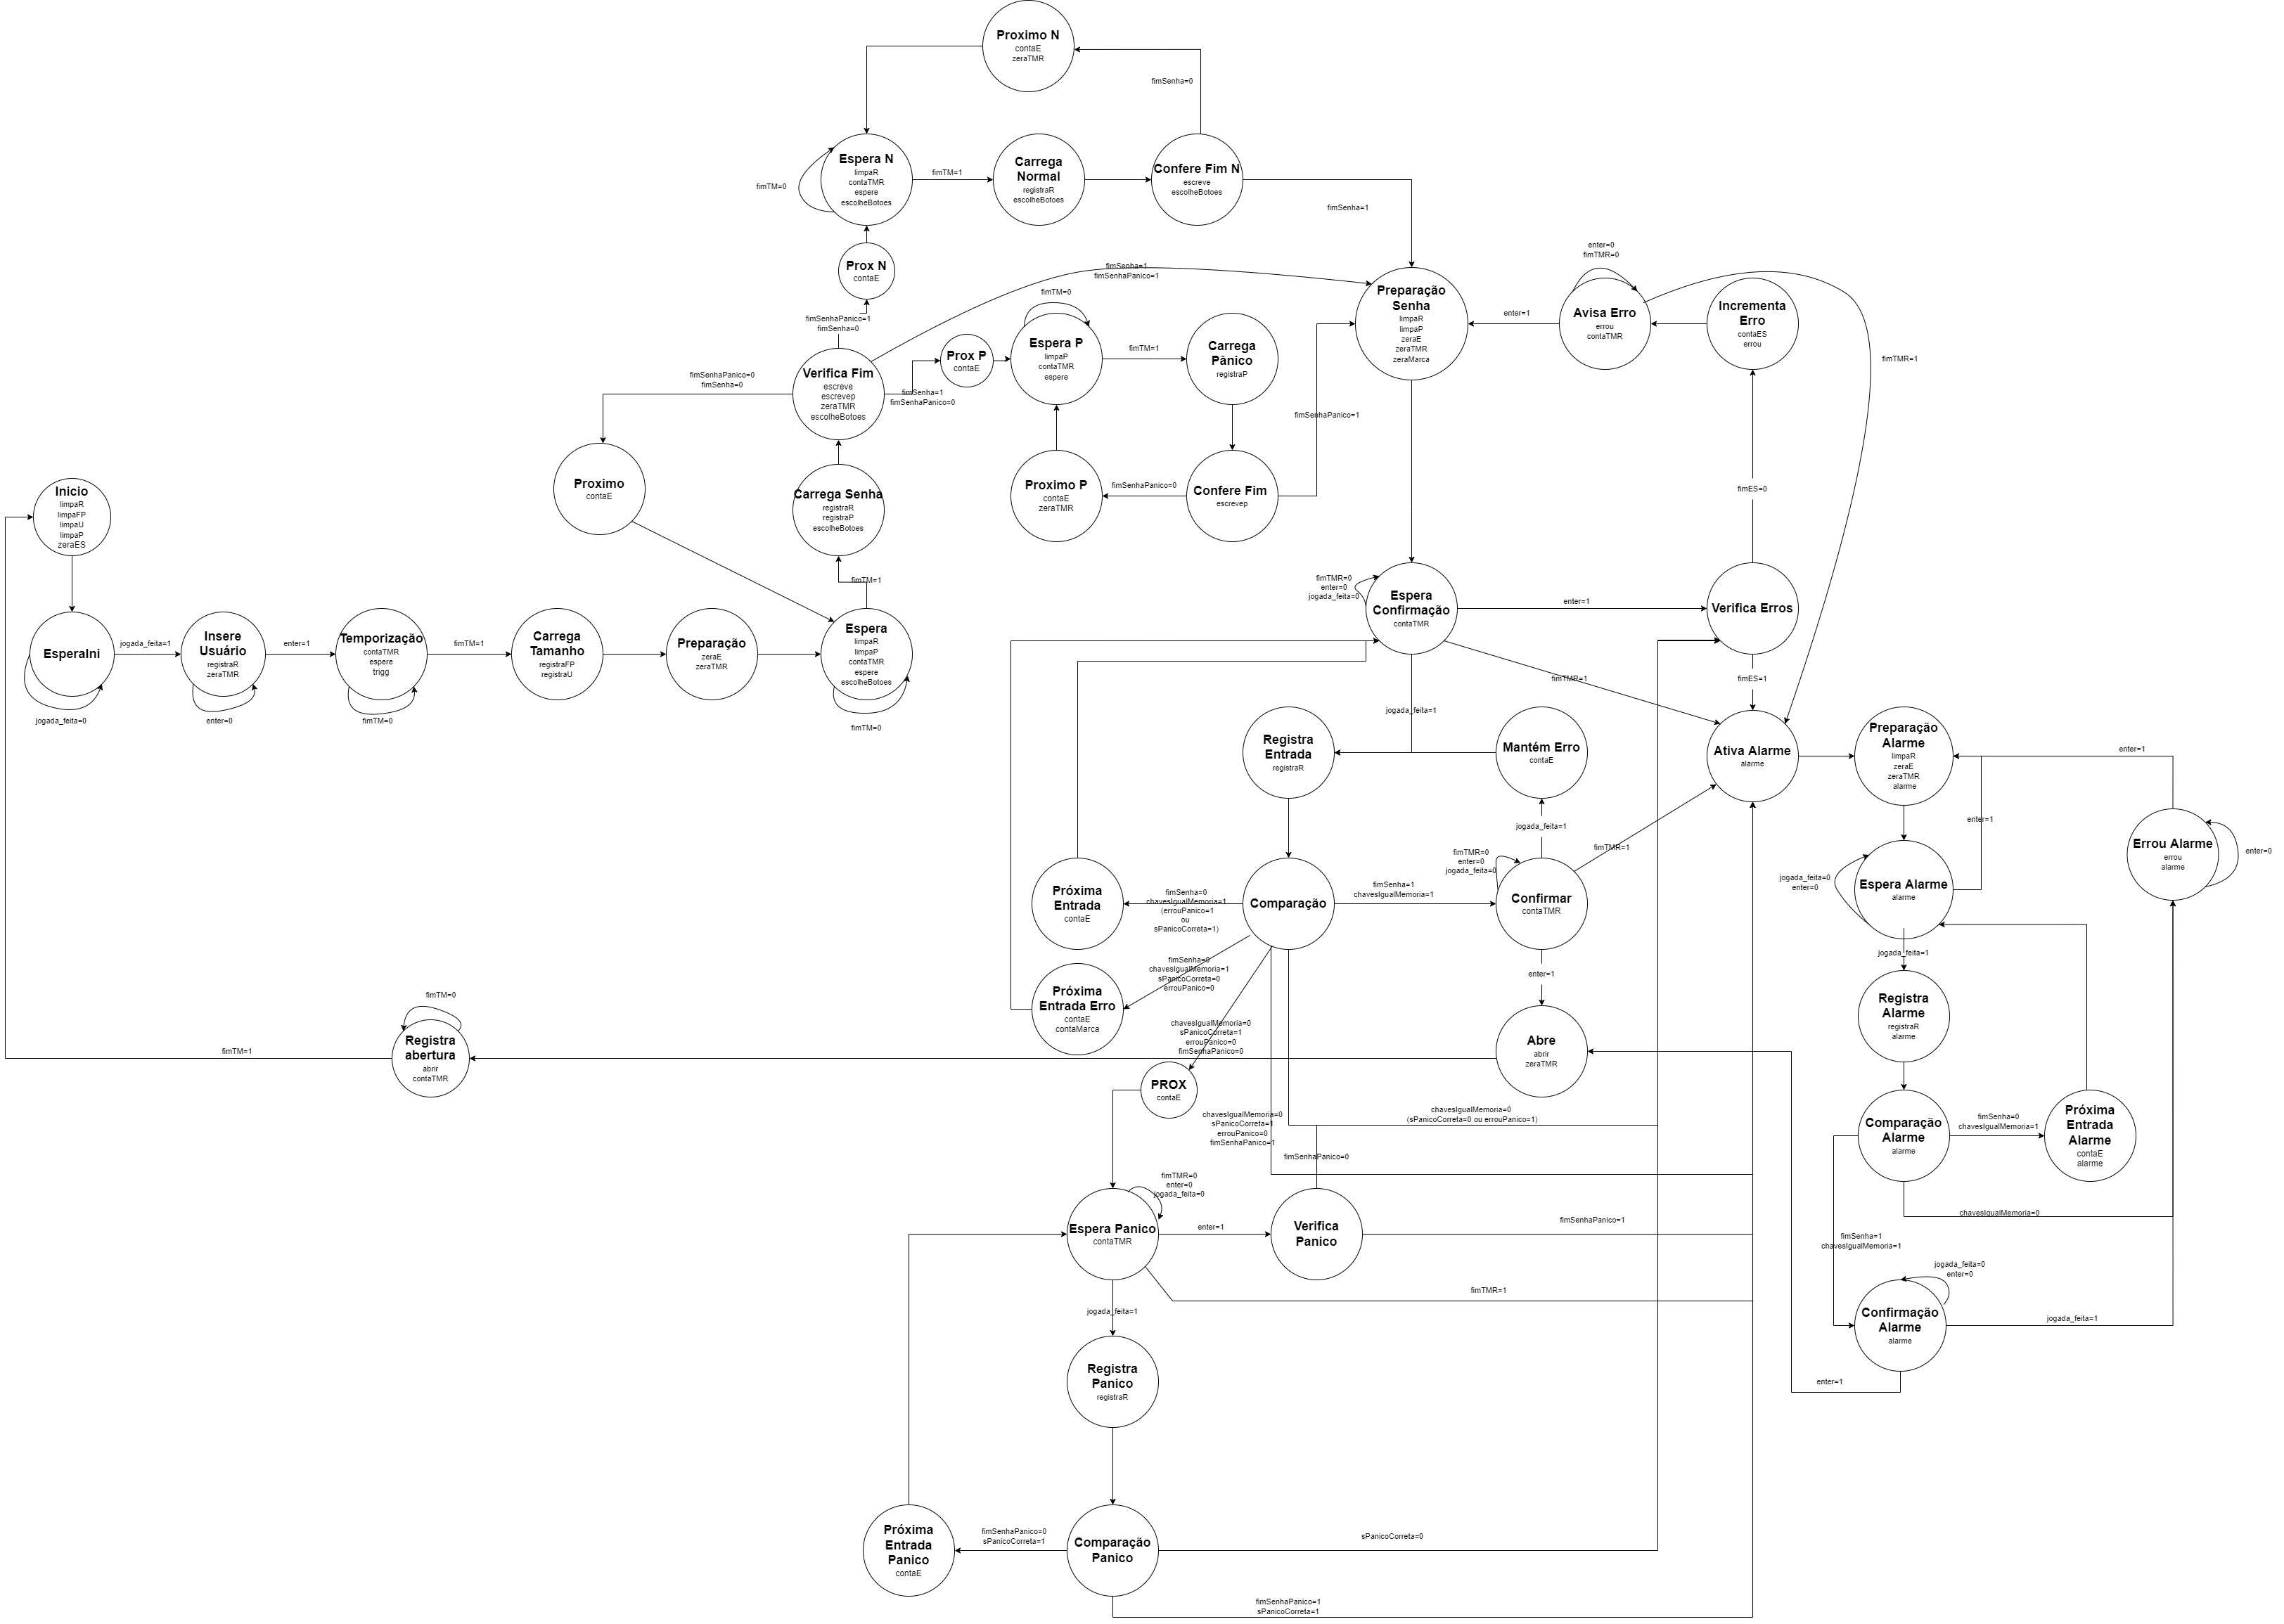 Proximo N
contaE
zeraTMR
fimSenha=0
Espera N
limpaR
contaTMR
espere
escolheBotoes
fimTM=0
fimTM=1
Carrega
Normal
registraR
escolheBotoes
Confere Fim N
escreve
escolheBotoes
fimSenha=1
Prox N
contaE
fimSenhaPanico=1
fimSenha=0
fimSenha=1
fimSenhaPanico=1
Verifica Fim
escreve
escrevep
zeraTMR
escolheBotoes
fimSenhaPanico=0
fimSenha=0
fimSenha=1
fimSenhaPanico=0
Prox P
contaE
fimTM=0
Espera P
limpaP
contaTMR
espere
fimTM=1
Carrega
Pânico
registraP
Proximo P
contaE
zeraTMR
fimSenhaPanico=0
Confere Fim
escrevep
fimSenhaPanico=1
Preparação
Senha
limpaR
limpaP
zeraE
zeraTMR
zeraMarca
enter=1
enter=0
fimTMR=0
Avisa Erro
errou
contaTMR
Incrementa
Erro
contaES
errou
fimTMR=1
fimES=0
Proximo
contaE
Carrega Senha
registraR
registraP
escolheBotoes
fimTM=1
Inicio
limpaR
limpaFP
limpaU
limpaP
zeraES
EsperaIni
jogada_feita=0
jogada_feita=1
Insere
Usuário
registraR
zeraTMR
enter=0
enter=1
Temporização
contaTMR
espere
trigg
fimTM=0
fimTM=1
Carrega
Tamanho
registraFP
registraU
Preparação
zeraE
zeraTMR
Espera
limpaR
limpaP
contaTMR
espere
escolheBotoes
fimTM=0
fimTMR=0
enter=0
jogada_feita=0
Espera
Confirmação
contaTMR
enter=1
Verifica Erros
fimTMR=1
fimES=1
jogada_feita=1
Registra
Entrada
registraR
Mantém Erro
contaE
Ativa Alarme
alarme
Preparação
Alarme
limpaR
zeraE
zeraTMR
alarme
enter=1
enter=1
jogada_feita=1
fimTMR=1
fimTMR=0
enter=0
jogada_feita=0
Confirmar
contaTMR
Comparação
fimSenha=1
chavesIgualMemoria=1
fimSenha=0
chavesIgualMemoria=1
(errouPanico=1
ou
sPanicoCorreta=1)
Próxima
Entrada
contaE
Próxima
Entrada Erro
contaE
contaMarca
fimSenha=0
chavesIgualMemoria=1
sPanicoCorreta=0
errouPanico=0
chavesIgualMemoria=0
sPanicoCorreta=1
errouPanico=0
fimSenhaPanico=0
enter=1
Abre
abrir
zeraTMR
fimTM=0
Registra
abertura
abrir
contaTMR
fimTM=1
PROX
contaE
chavesIgualMemoria=0
sPanicoCorreta=1
errouPanico=0
fimSenhaPanico=1
chavesIgualMemoria=0
(sPanicoCorreta=0 ou errouPanico=1)
fimSenhaPanico=0
Errou Alarme
errou
alarme
enter=0
jogada_feita=0
enter=0
Espera Alarme
alarme
jogada_feita=1
Registra
Alarme
registraR
alarme
Comparação
Alarme
alarme
fimSenha=0
chavesIgualMemoria=1
Próxima
Entrada
Alarme
contaE
alarme
chavesIgualMemoria=0
fimSenha=1
chavesIgualMemoria=1
jogada_feita=0
enter=0
Confirmação
Alarme
alarme
jogada_feita=1
enter=1
fimTMR=0
enter=0
jogada_feita=0
Espera Panico
contaTMR
enter=1
Verifica
Panico
fimSenhaPanico=1
fimTMR=1
jogada_feita=1
Registra
Panico
registraR
Próxima
Entrada
Panico
contaE
fimSenhaPanico=0
sPanicoCorreta=1
Comparação
Panico
sPanicoCorreta=0
fimSenhaPanico=1
sPanicoCorreta=1